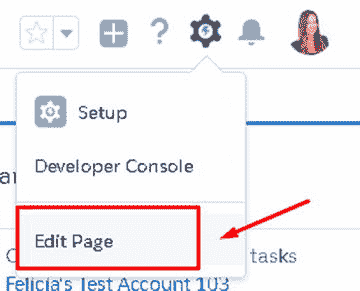 Setup
Developer Console
Edit Page
tasks
Felicia's Test Account 103